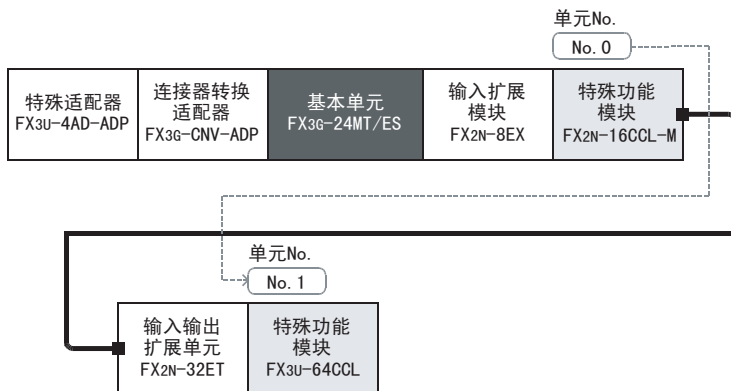 单元No.
No. 0
特殊适配器
FX3U-4AD-ADP
连接器转换
适配器
FX3G-CNV-ADP
基本单元
FX3G-24MT/ES
输入扩展
模块
FX2N-8EX
特殊功能
模块
FX2N-16CCL-M
单元No.
No. 1
输入输出
扩展单元
FX2N-32ET
特殊功能
模块
FX3U-64CCL